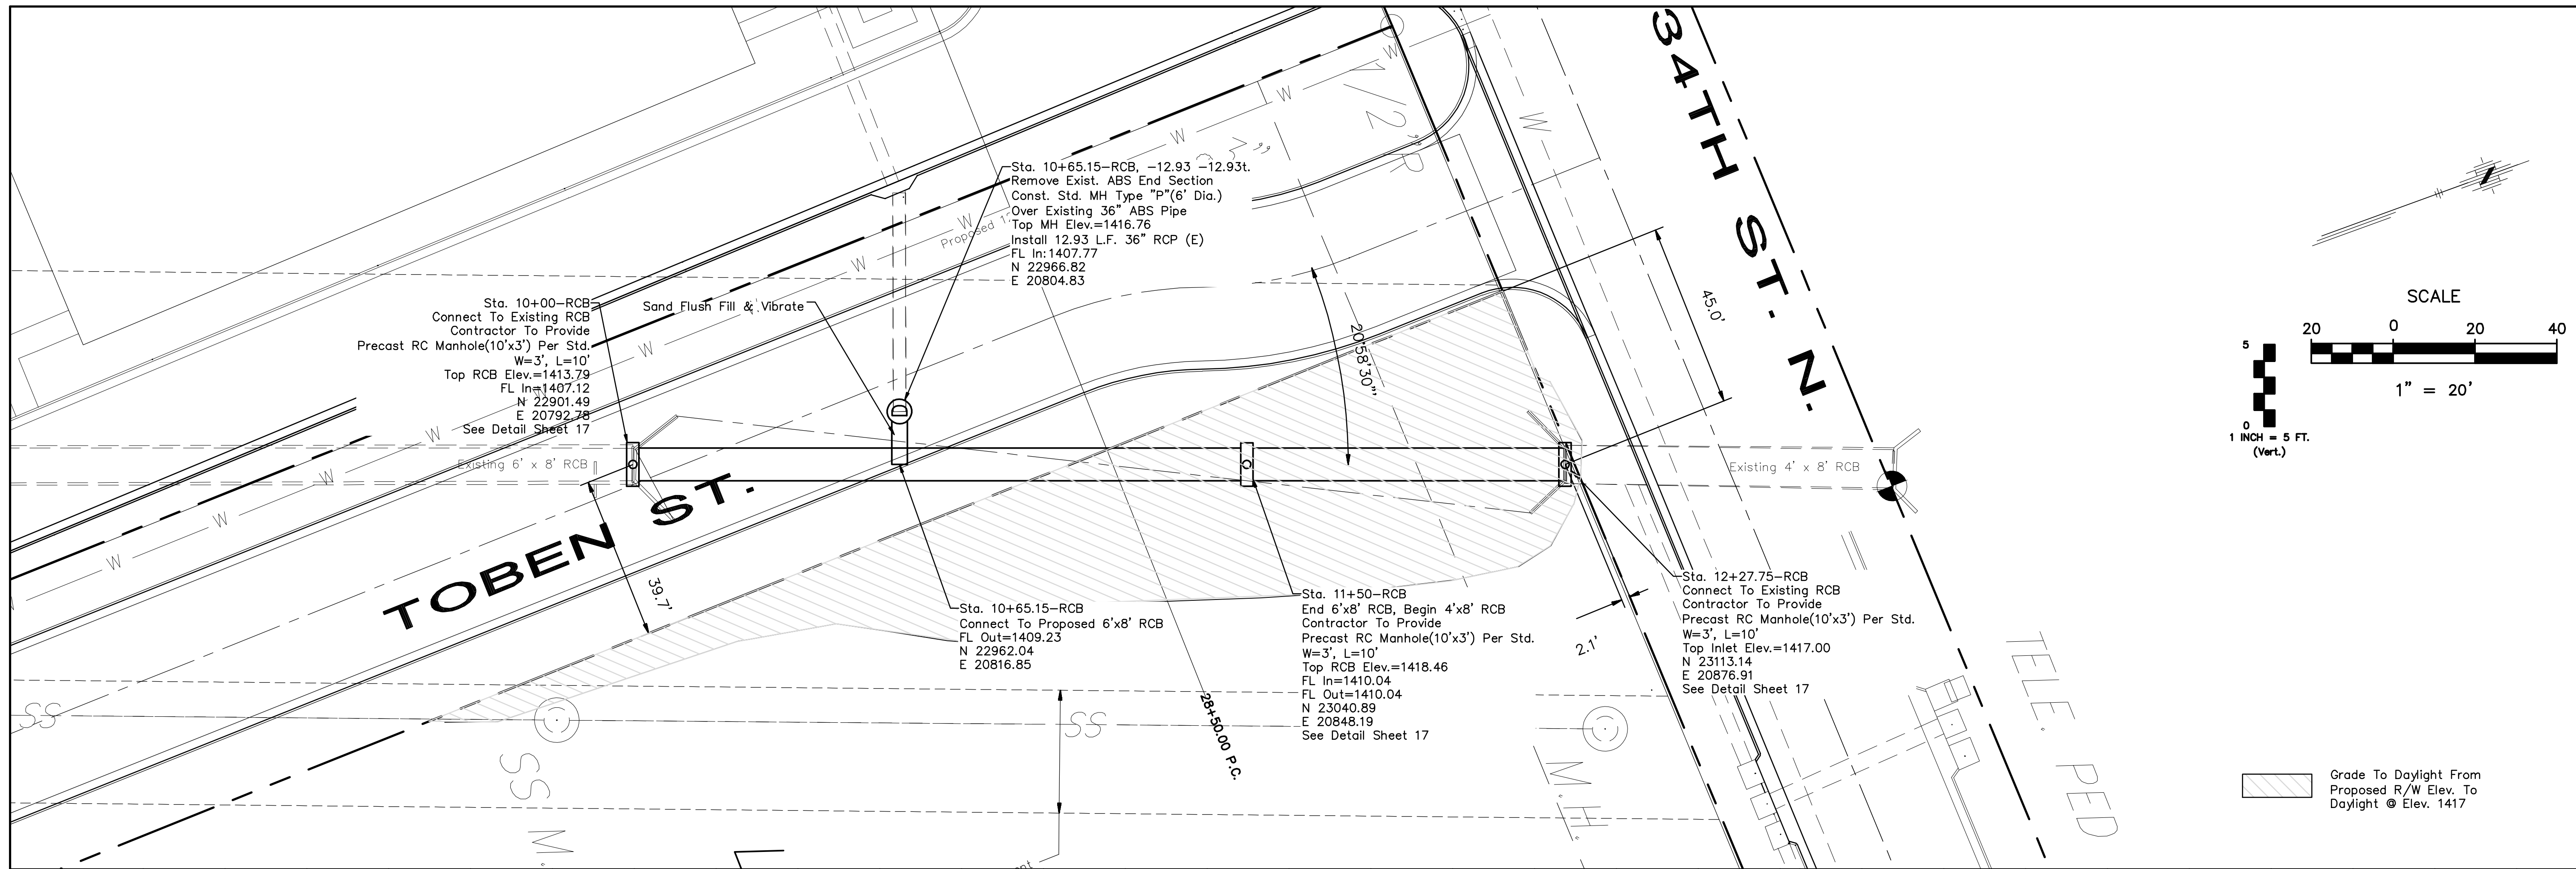 34TH ST. N.
1/2" R
Sta. 10+65.15-RCB, -12.93 -12.93t.
Remove Exist. ABS End Section
Const. Std. MH Type "P"(6' Dia.)
Over Existing 36" ABS Pipe
Top MH Elev.=1416.76
Install 12.93 L.F. 36" RCP (E)
FL In:1407.77
N 22966.82
E 20804.83
Proposed
Sta. 10+00-RCB
Connect To Existing RCB
Contractor To Provide
Precast RC Manhole(10'x3') Per Std.
W=3', L=10'
Top RCB Elev.=1413.79
FL In=1407.12
N 22901.49
E 20792.78
See Detail Sheet 17
Sand Flush Fill & Vibrate
W W W W W W W W W W W W
D
20°58'30"
45.0'
Existing 6' x 8' RCB
Existing 4' x 8' RCB
TOBEN ST.
39.7'
Sta. 10+65.15-RCB
Connect To Proposed 6'x8' RCB
FL Out=1409.23
N 22962.04
E 20816.85
Sta. 11+50-RCB
End 6'x8' RCB, Begin 4'x8' RCB
Contractor To Provide
Precast RC Manhole(10'x3') Per Std.
W=3', L=10'
Top RCB Elev.=1418.46
FL In=1410.04
FL Out=1410.04
N 23040.89
E 20848.19
See Detail Sheet 17
2.1'
Sta. 12+27.75-RCB
Connect To Existing RCB
Contractor To Provide
Precast RC Manhole(10'x3') Per Std.
W=3', L=10'
Top Inlet Elev.=1417.00
N 23113.14
E 20876.91
See Detail Sheet 17
28+50.00 P.C.
SS
SS
SS M.
M.H.
TELE. PED
SCALE
20 0 20 40
1" = 20'
5
0
1 INCH = 5 FT.
(Vert.)
Grade To Daylight From
Proposed R/W Elev. To
Daylight @ Elev. 1417